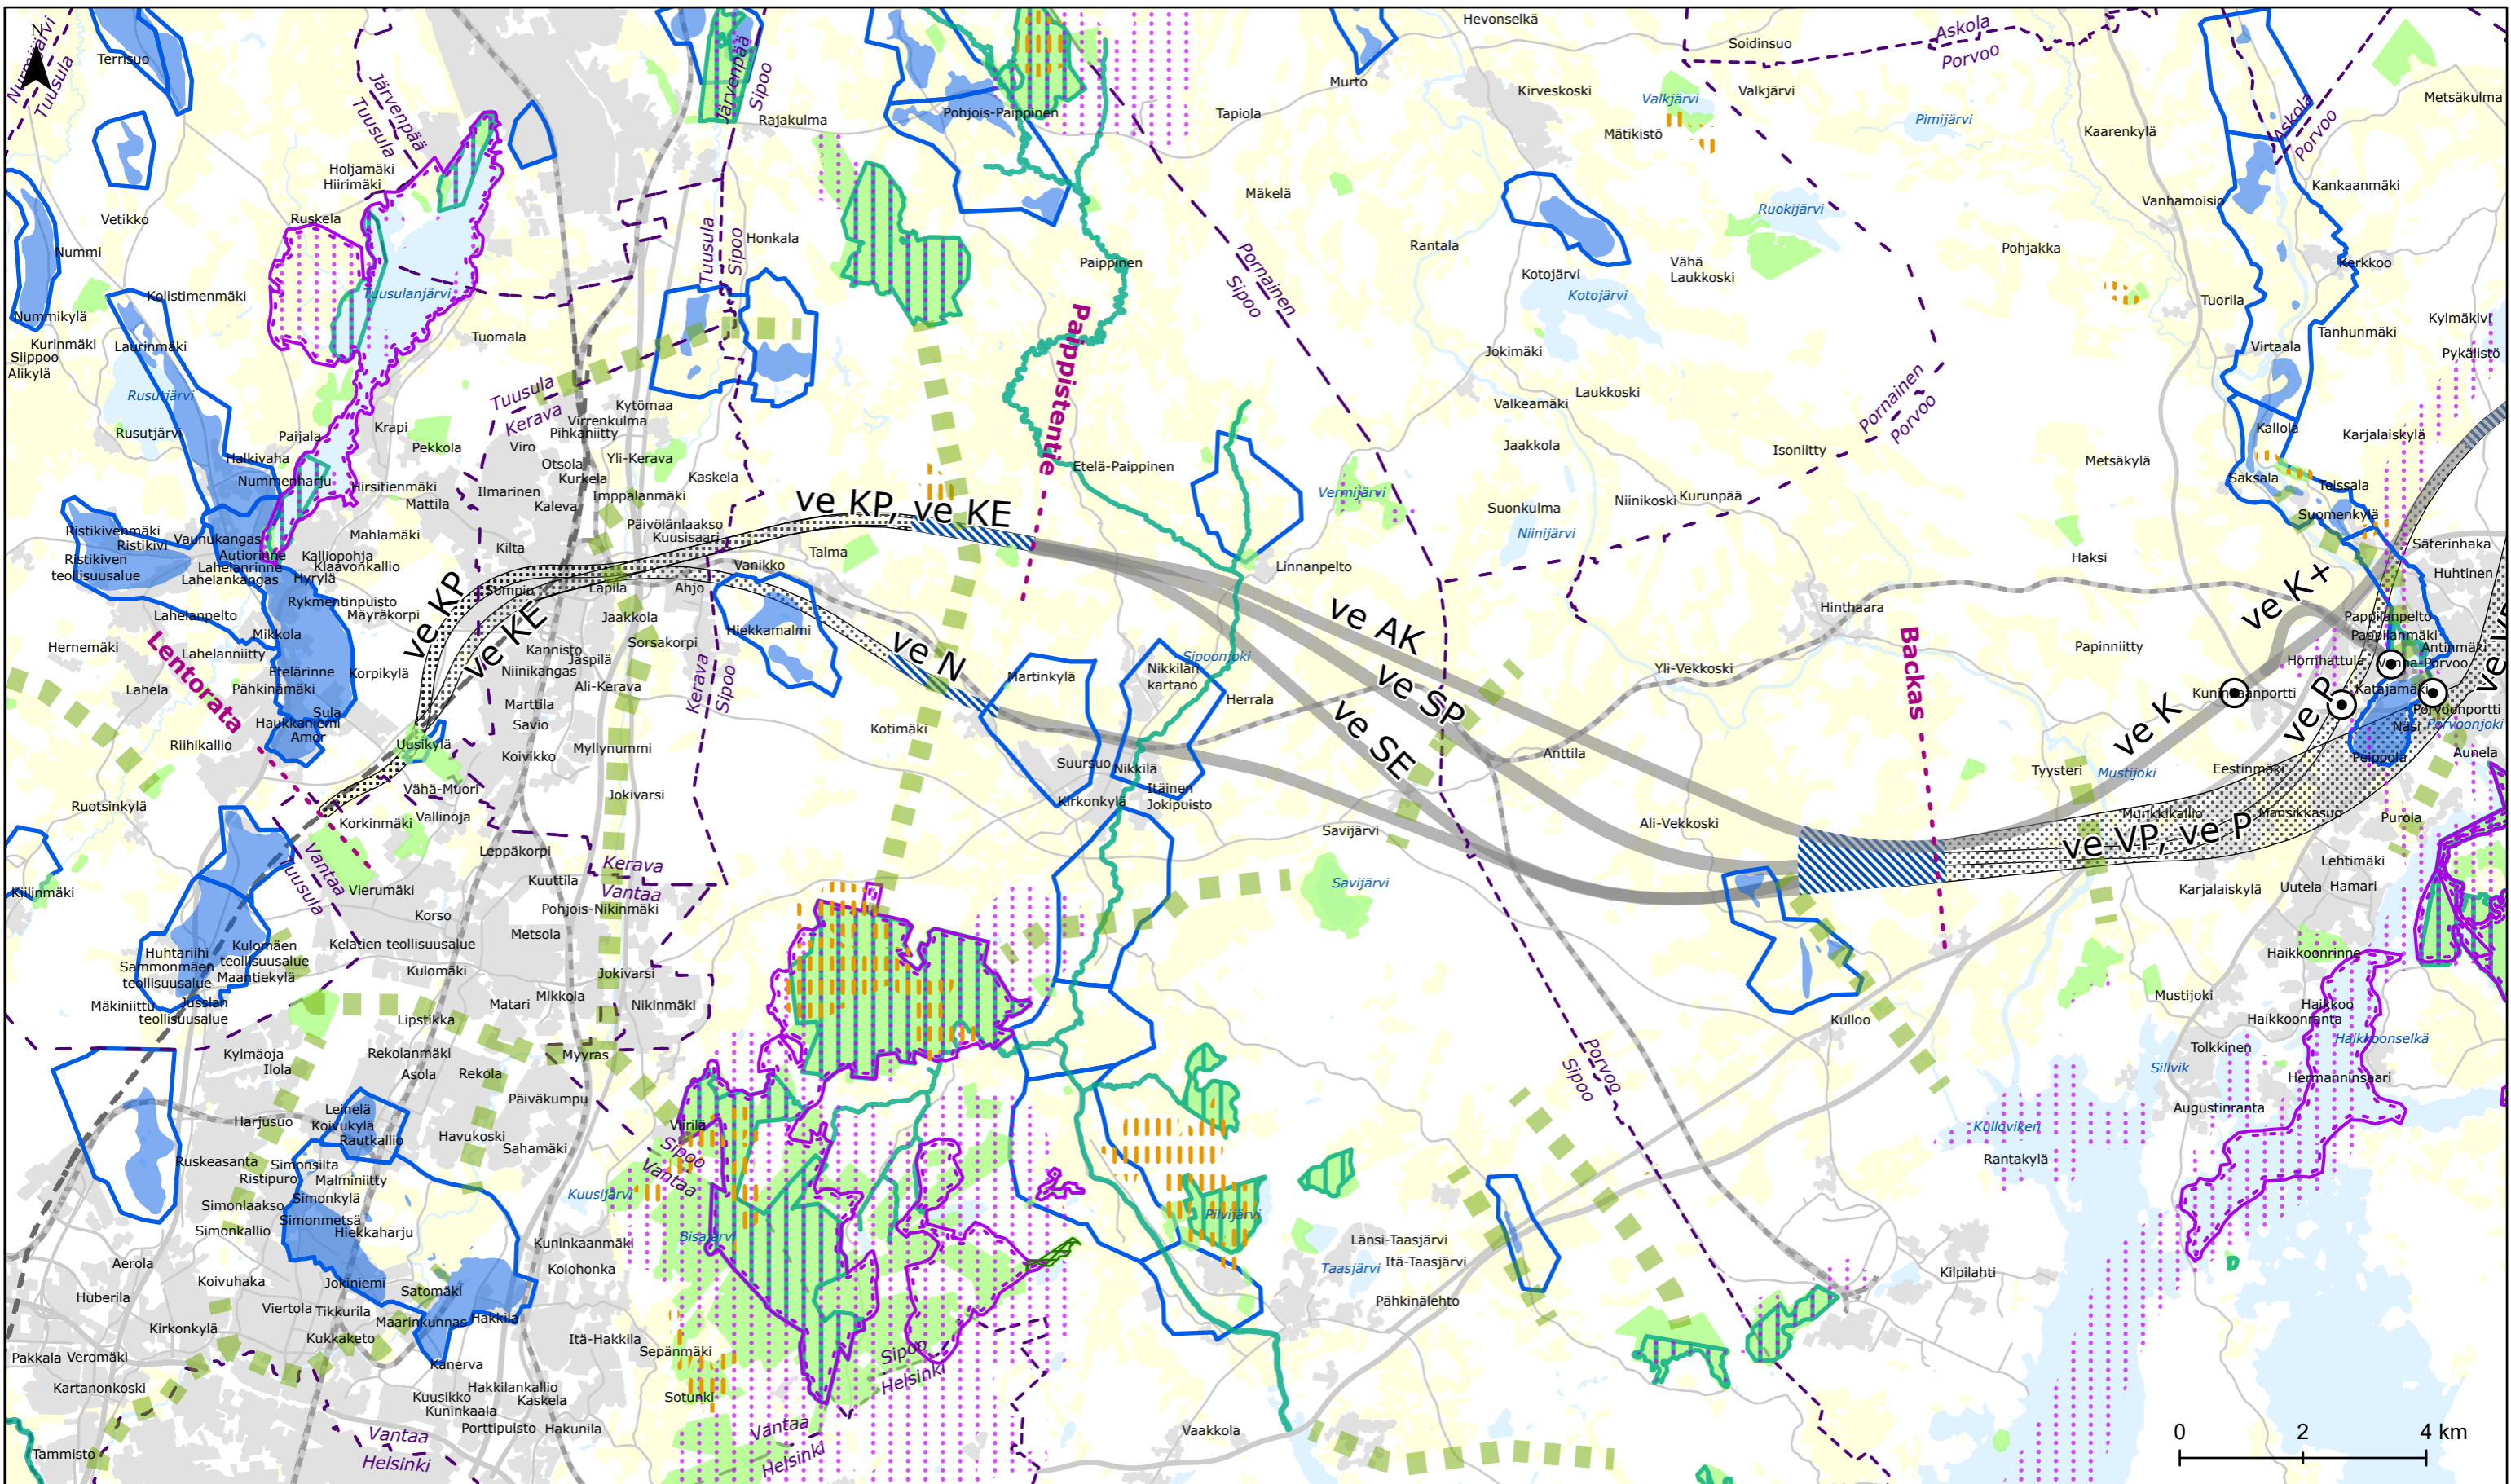 Nurmijärvi
Tuusula
N
Terrisuo
Järvenpää
Tuusula
Järvenpää
Sipoo
Rajakulma
Pohjois-Paippinen
Tapiola
Murto
Hevonselkä
Kirveskoski
Soidinsuo
Valkjärvi
Valkjärvi
Mätikistö
Askola
Porvoo
Pimijärvi
Kaarenkylä
Askola
Porvoo
Metsäkulma
Holjamäki
Hiirimäki
Ruskela
Vetikko
Nummi
Kolistimenmäki
Tuusulanjärvi
Nummikylä
Kurinmäki
Siippoo
Alikylä
Laurinmäki
Tuomala
Tuusula
Sipoo
Honkala
Paippinen
Mäkelä
Pornainen
Sipoo
Rantala
Kotojärvi
Kotojärvi
Ruokijärvi
Vähä
Laukkoski
Pohjakka
Vanhamoisio
Kankaanmäki
Kerkkoo
Tuorila
Tanhunmäki
Kylmäkivi
Virtaala
Pykälistö
Rusutjärvi
Rusutjärvi
Paijala
Krapi
Pekkola
Tuusula
Kerava
Kytömaa
Virrenkulma
Pihkaniitty
Viro
Otsola
Yli-Kerava
Kurkela
Kaskela
Halkivaha
Nummenharju
Hirsitienmäki
Mattila
Ilmarinen
Kaleva
Imppalanmäki
Päivölänlaakso
Kuusisaari
Paippistentie
Etelä-Paippinen
Jokimäki
Valkeamäki
Laukkoski
Jaakkola
Isoniitty
Pornainen
Porvoo
Kallola
Karjalaiskylä
Metsäkylä
Saksala
Teissala
Suomenkylä
Vermijärvi
Suonkulma
Niinikoski
Kurunpää
Niinijärvi
Haksi
Säterinhaka
Huhtinen
Ristikivenmäki
Ristikivi
Ristikiven
teollisuusalue
Vaunukangas
Autiorinne
Lahelanrinne
Lahelankangas
Mahlamäki
Kalliopohja
Klaavonkallio
Hyrylä
Kilta
Sompio
Lapila
Ahjo
Vanikko
Talma
ve KP, ve KE
Linnanpelto
Hinthaara
Rykmentinpuisto
Mäyräkorpi
Lahelanpelto
Mikkola
Hernemäki
Lentorata
Lahelanniitty
Etelärinne
Korpikylä
Pähkinämäki
Lahela
Sula
Haukkaniemi
Amer
Riihikallio
Uusikylä
ve KP
ve KE
Kannisto
Jäspilä
Niinikangas
Ali-Kerava
Marttila
Savio
Koivikko
Myllynummi
Jaakkola
Sorsakorpi
Kerava
Sipoo
Hiekkamalmi
ve N
Martinkylä
Kotimäki
Nikkilän
kartano
Sipoonjoki
Herrala
Suursuo
Nikkilä
Kirkonkylä
Itäinen
Jokipuisto
ve AK
ve SP
ve SE
Yli-Vekkoski
Anttila
Savijärvi
Ali-Vekkoski
Backas
Papinniitty
ve K+
ve K
Kuninkaanportti
ve P
Pappilanpelto
Pappilanmäki
Antinmäki
Hornhattula
Vanha-Porvoo
Katajamäki
Porvoonportti
Porvoonjoki
Näsi
Aunela
Peippola
Tyysteri
Mustijoki
Eestinmäki
Munkkikallio
Mansikkasuo
Purola
ve VP, ve P
Lehtimäki
Karjalaiskylä
Uutela
Hamari
Ruotsinkylä
Vähä-Muori
Korkinmäki
Vallinoja
Jokivarsi
Leppäkorpi
Vantaa
Tuusula
Kerava
Vantaa
Kiilinmäki
Vierumäki
Kuuttila
Korso
Pohjois-Nikinmäki
Metsola
Savijärvi
Huhtariihi
Sammonmäen
teollisuusalue
Kulomäen
teollisuusalue
Maantiekylä
Kelatien teollisuusalue
Kulomäki
Jokivarsi
Mäkiniittu
Jusslan
teollisuusalue
Matari
Mikkola
Nikinmäki
Lipstikka
Haikkoonrinne
Mustijoki
Haikkoo
Haikkoonranta
Kulloo
Tolkkinen
Haikkoonselkä
Sillvik
Hermanninsaari
Augustinranta
Kylmäoja
Ilola
Rekolanmäki
Asola
Rekola
Myyras
Porvoo
Sipoo
Päiväkumpu
Leinelä
Koivukylä
Rautkallio
Harjusuo
Havukoski
Sahamäki
Viirilä
Sipoo
Vantaa
Kulloviken
Rantakylä
Ruskeasanta
Simonsilta
Ristipuro
Malminiitty
Simonkylä
Simonlaakso
Simonmetsä
Simonkallio
Hiekkaharju
Kuusijärvi
Bisajärvi
Kuninkaanmäki
Kolohonka
Pilvijärvi
Länsi-Taasjärvi
Taasjärvi
Itä-Taasjärvi
Pähkinälehto
Kilpilahti
Aerola
Koivuhaka
Jokiniemi
Satomäki
Huberila
Viertola
Tikkurila
Maarinkunnas
Hakkila
Kirkonkylä
Kukkaketo
Itä-Hakkila
Sepänmäki
Sipoo
Helsinki
Pakkala
Veromäki
Kanerva
Kartanonkoski
Hakkilankallio
Kuusikko
Kaskela
Kuninkaala
Porttipuisto
Hakunila
Sotunki
Vantaa
Helsinki
Vantaa
Helsinki
Tammisto
Vaakkola
0 2 4 km